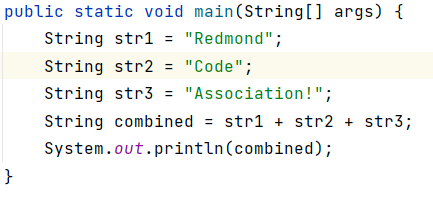 public static void main(String[] args) {
    String str1 = "Redmond";
    String str2 = "Code";
    String str3 = "Association!";
    String combined = str1 + str2 + str3;
    System.out.println(combined);
}